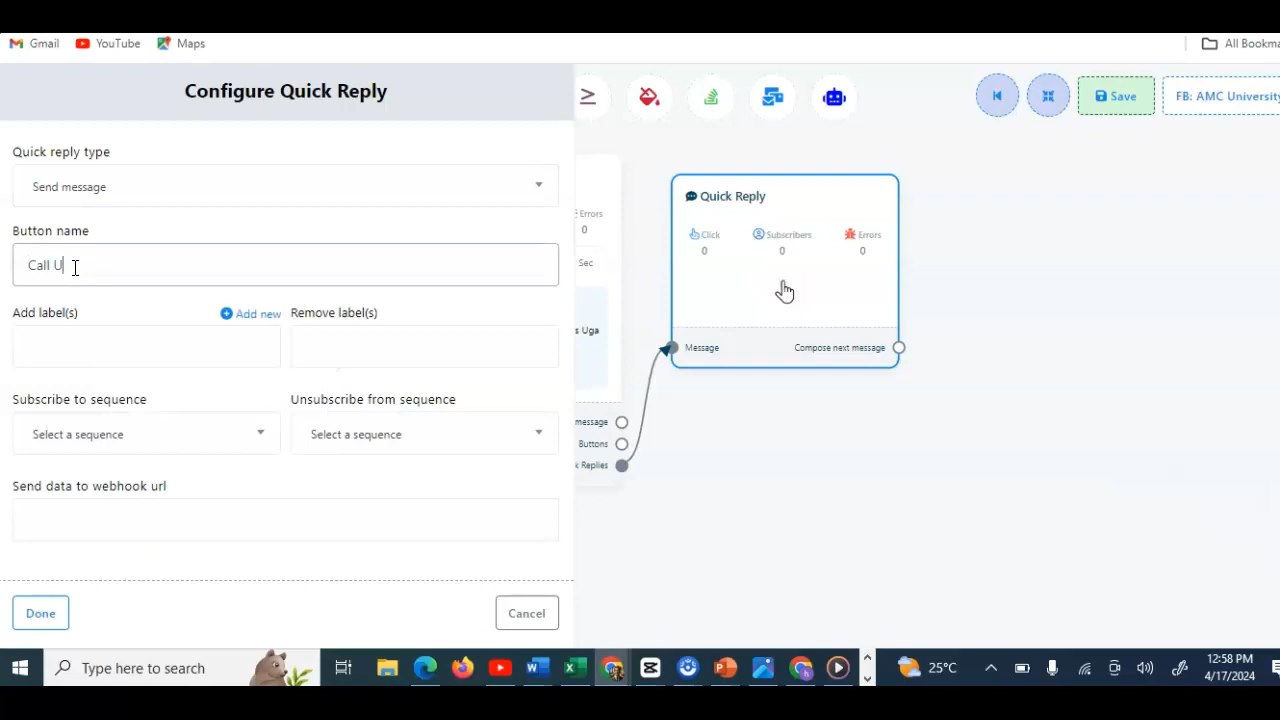 Gmail YouTube Maps All Bookma
Configure Quick Reply
Save FB: AMC University
Quick reply type
Send message
Button name
Call U
Add label(s) Add new Remove label(s)
Subscribe to sequence Unsubscribe from sequence
Select a sequence Select a sequence
Send data to webhook url
Done Cancel
Errors
0
Sec
s Uga
message
Buttons
k Replies
Quick Reply
Click Subscribers Errors
0 0 0
Message Compose next message
Type here to search 25°C 12:58 PM
4/17/2024